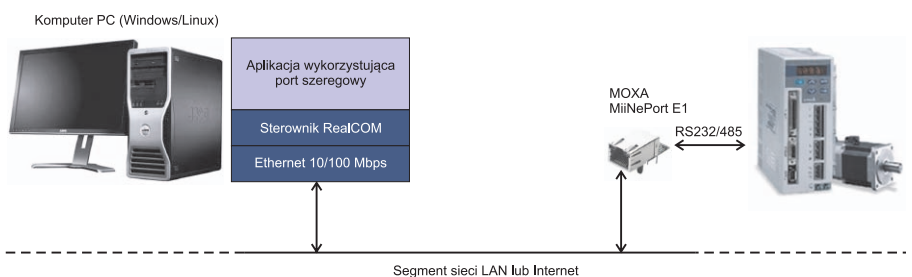 Komputer PC (Windows/Linux)
Aplikacja wykorzystująca
port szeregowy
Sterownik RealCOM
Ethernet 10/100 Mbps
MOXA
MiiNePort E1
RS232/485
Segment sieci LAN lub Internet